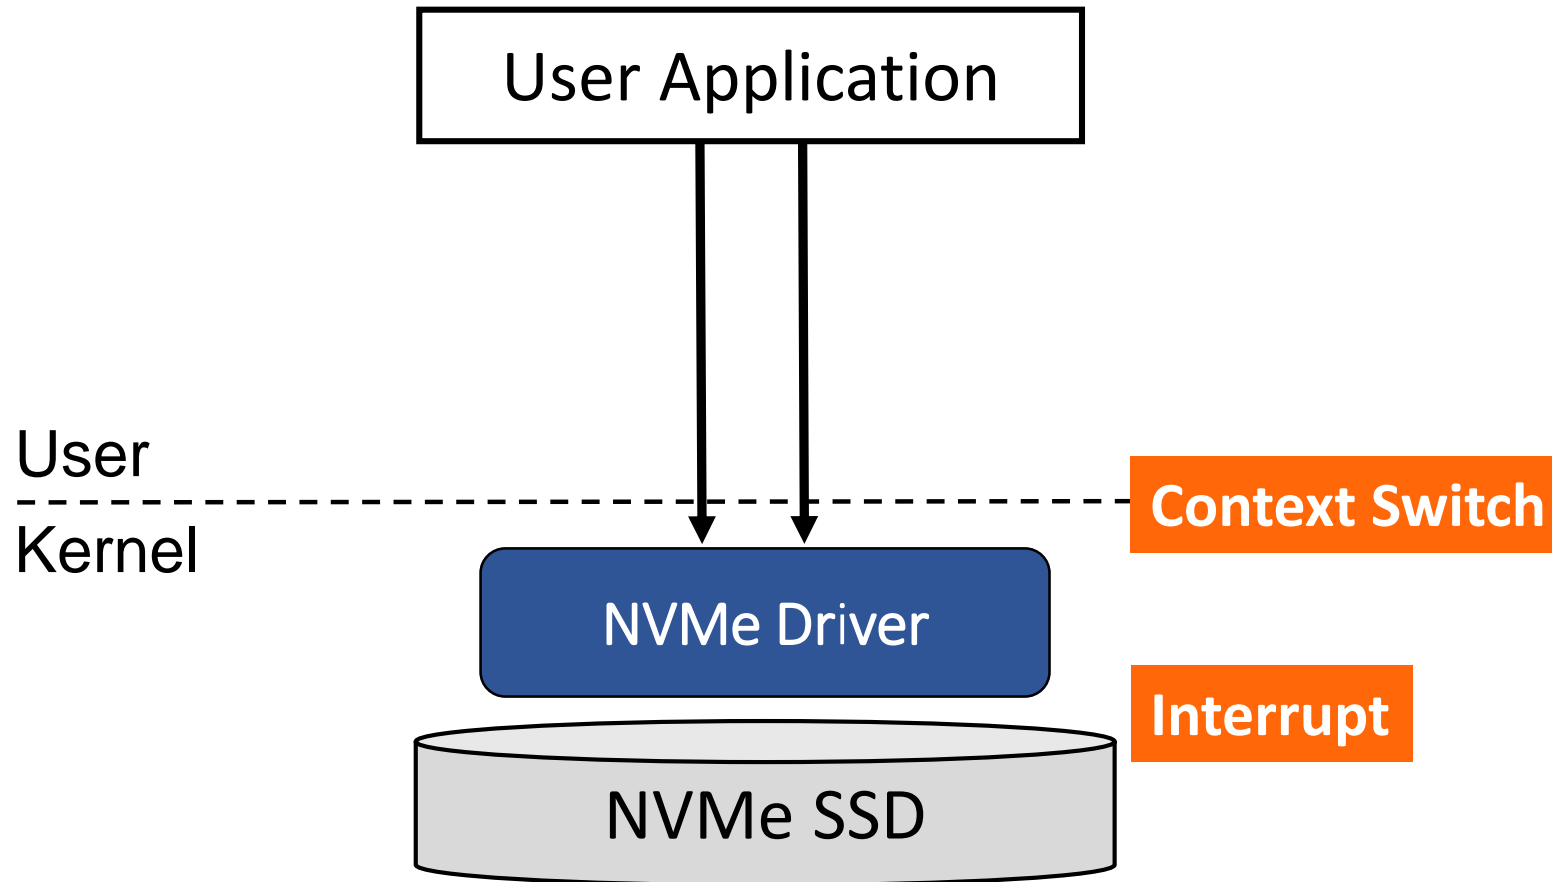 User Application
User
Context Switch
Kernel
NVMe Driver
Interrupt
NVMe SSD